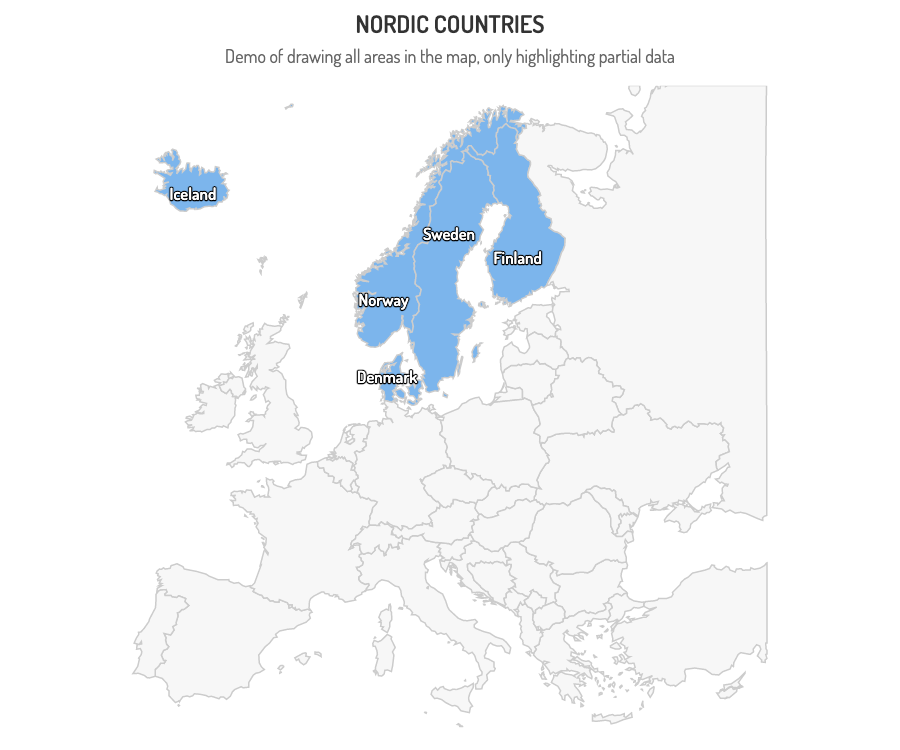 NORDIC COUNTRIES
Demo of drawing all areas in the map, only highlighting partial data
Iceland
Sweden
Finland
Norway
Denmark